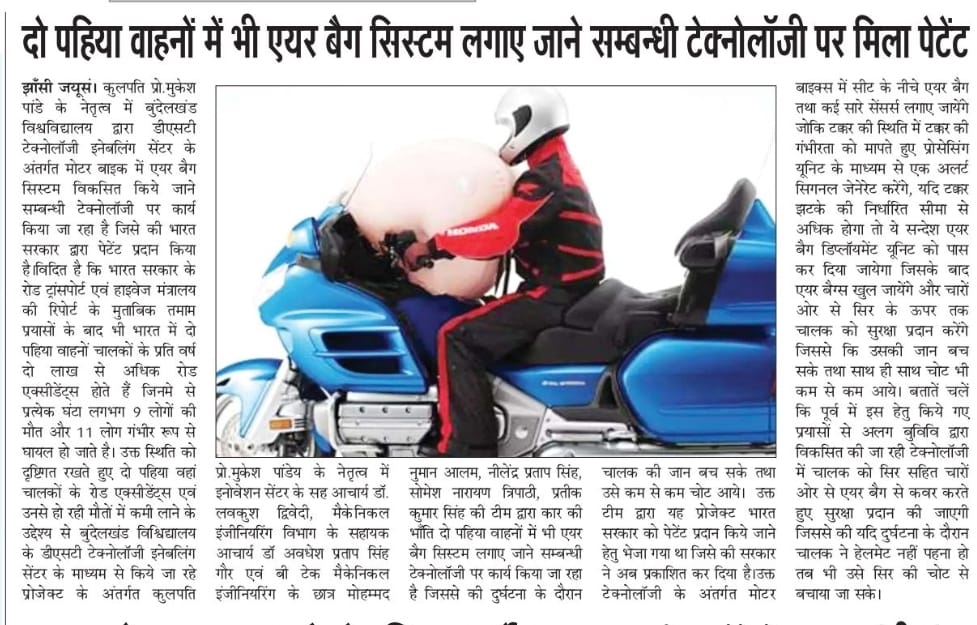 दो पहिया वाहनों में भी एयर बैग सिस्टम लगाए जाने सम्बन्धी टेक्नोलॉजी पर मिला पेटेंट
झाँसी जयूसं। कुलपति प्रो.मुकेश
पांडे के नेतृत्व में बुंदेलखंड
विश्वविद्यालय द्वारा डीएसटी
टेक्नोलॉजी इनेबलिंग सेंटर के
अंतर्गत मोटर बाइक में एयर बैग
सिस्टम विकसित किये जाने
सम्बन्धी टेक्नोलॉजी पर कार्य
किया जा रहा है जिसे की भारत
सरकार द्वारा पेटेंट प्रदान किया
है।विदित है कि भारत सरकार के
रोड ट्रांसपोर्ट एवं हाइवेज मंत्रालय
की रिपोर्ट के मुताबिक तमाम
प्रयासों के बाद भी भारत में दो
पहिया वाहनों चालकों के प्रति वर्ष
दो लाख से अधिक रोड
एक्सीडेंट्स होते हैं जिनमे से
प्रत्येक घंटा लगभग 9 लोगों की
मौत और 11 लोग गंभीर रूप से
घायल हो जाते है। उक्त स्थिति को
दृष्टिगत रखते हुए दो पहिया वहां
चालकों के रोड एक्सीडेंट्स एवं
उनसे हो रही मौतों में कमी लाने के
उद्देश्य से बुंदेलखंड विश्विद्यालय
के डीएसटी टेक्नोलॉजी इनेबलिंग
सेंटर के माध्यम से किये जा रहे
प्रोजेक्ट के अंतर्गत कुलपति
HONDA
प्रो.मुकेश पांडेय के नेतृत्व में
इनोवेशन सेंटर के सह आचार्य डॉ.
लवकुश द्विवेदी, मैकेनिकल
इंजीनियरिंग विभाग के सहायक
आचार्य डॉ अवधेश प्रताप सिंह
गौर एवं बी टेक मैकेनिकल
इंजीनियरिंग के छात्र मोहम्मद
नुमान आलम, नीलेंद्र प्रताप सिंह,
सोमेश नारायण त्रिपाठी, प्रतीक
कुमार सिंह की टीम द्वारा कार की
भाँति दो पहिया वाहनों में भी एयर
बैग सिस्टम लगाए जाने सम्बन्धी
टेक्नोलॉजी पर कार्य किया जा रहा
है जिससे की दुर्घटना के दौरान
चालक की जान बच सके तथा
उसे कम से कम चोट आये। उक्त
टीम द्वारा यह प्रोजेक्ट भारत
सरकार को पेटेंट प्रदान किये जाने
हेतु भेजा गया था जिसे की सरकार
ने अब प्रकाशित कर दिया है।उक्त
टेक्नोलॉजी के अंतर्गत मोटर
बाइक्स में सीट के नीचे एयर बैग
तथा कई सारे सेंसर्स लगाए जायेंगे
जोकि टक्कर की स्थिति में टक्कर की
गंभीरता को मापते हुए प्रोसेसिंग
यूनिट के माध्यम से एक अलर्ट
सिगनल जेनेरेट करेंगे, यदि टक्कर
झटके की निर्धारित सीमा से
अधिक होगा तो ये सन्देश एयर
बैग डिप्लॉयमेंट यूनिट को पास
कर दिया जायेगा जिसके बाद
एयर बैग्स खुल जायेंगे और चारों
ओर से सिर के ऊपर तक
चालक को सुरक्षा प्रदान करेंगे
जिससे कि उसकी जान बच
सके तथा साथ ही साथ चोट भी
कम से कम आये। बतातें चलें
कि पूर्व में इस हेतु किये गए
प्रयासों से अलग बुविवि द्वारा
विकसित की जा रही टेक्नोलॉजी
में चालक को सिर सहित चारों
ओर से एयर बैग से कवर करते
हुए सुरक्षा प्रदान की जाएगी
जिससे की यदि दुर्घटना के दौरान
चालक ने हेलमेट नहीं पहना हो
तब भी उसे सिर की चोट से
बचाया जा सके।